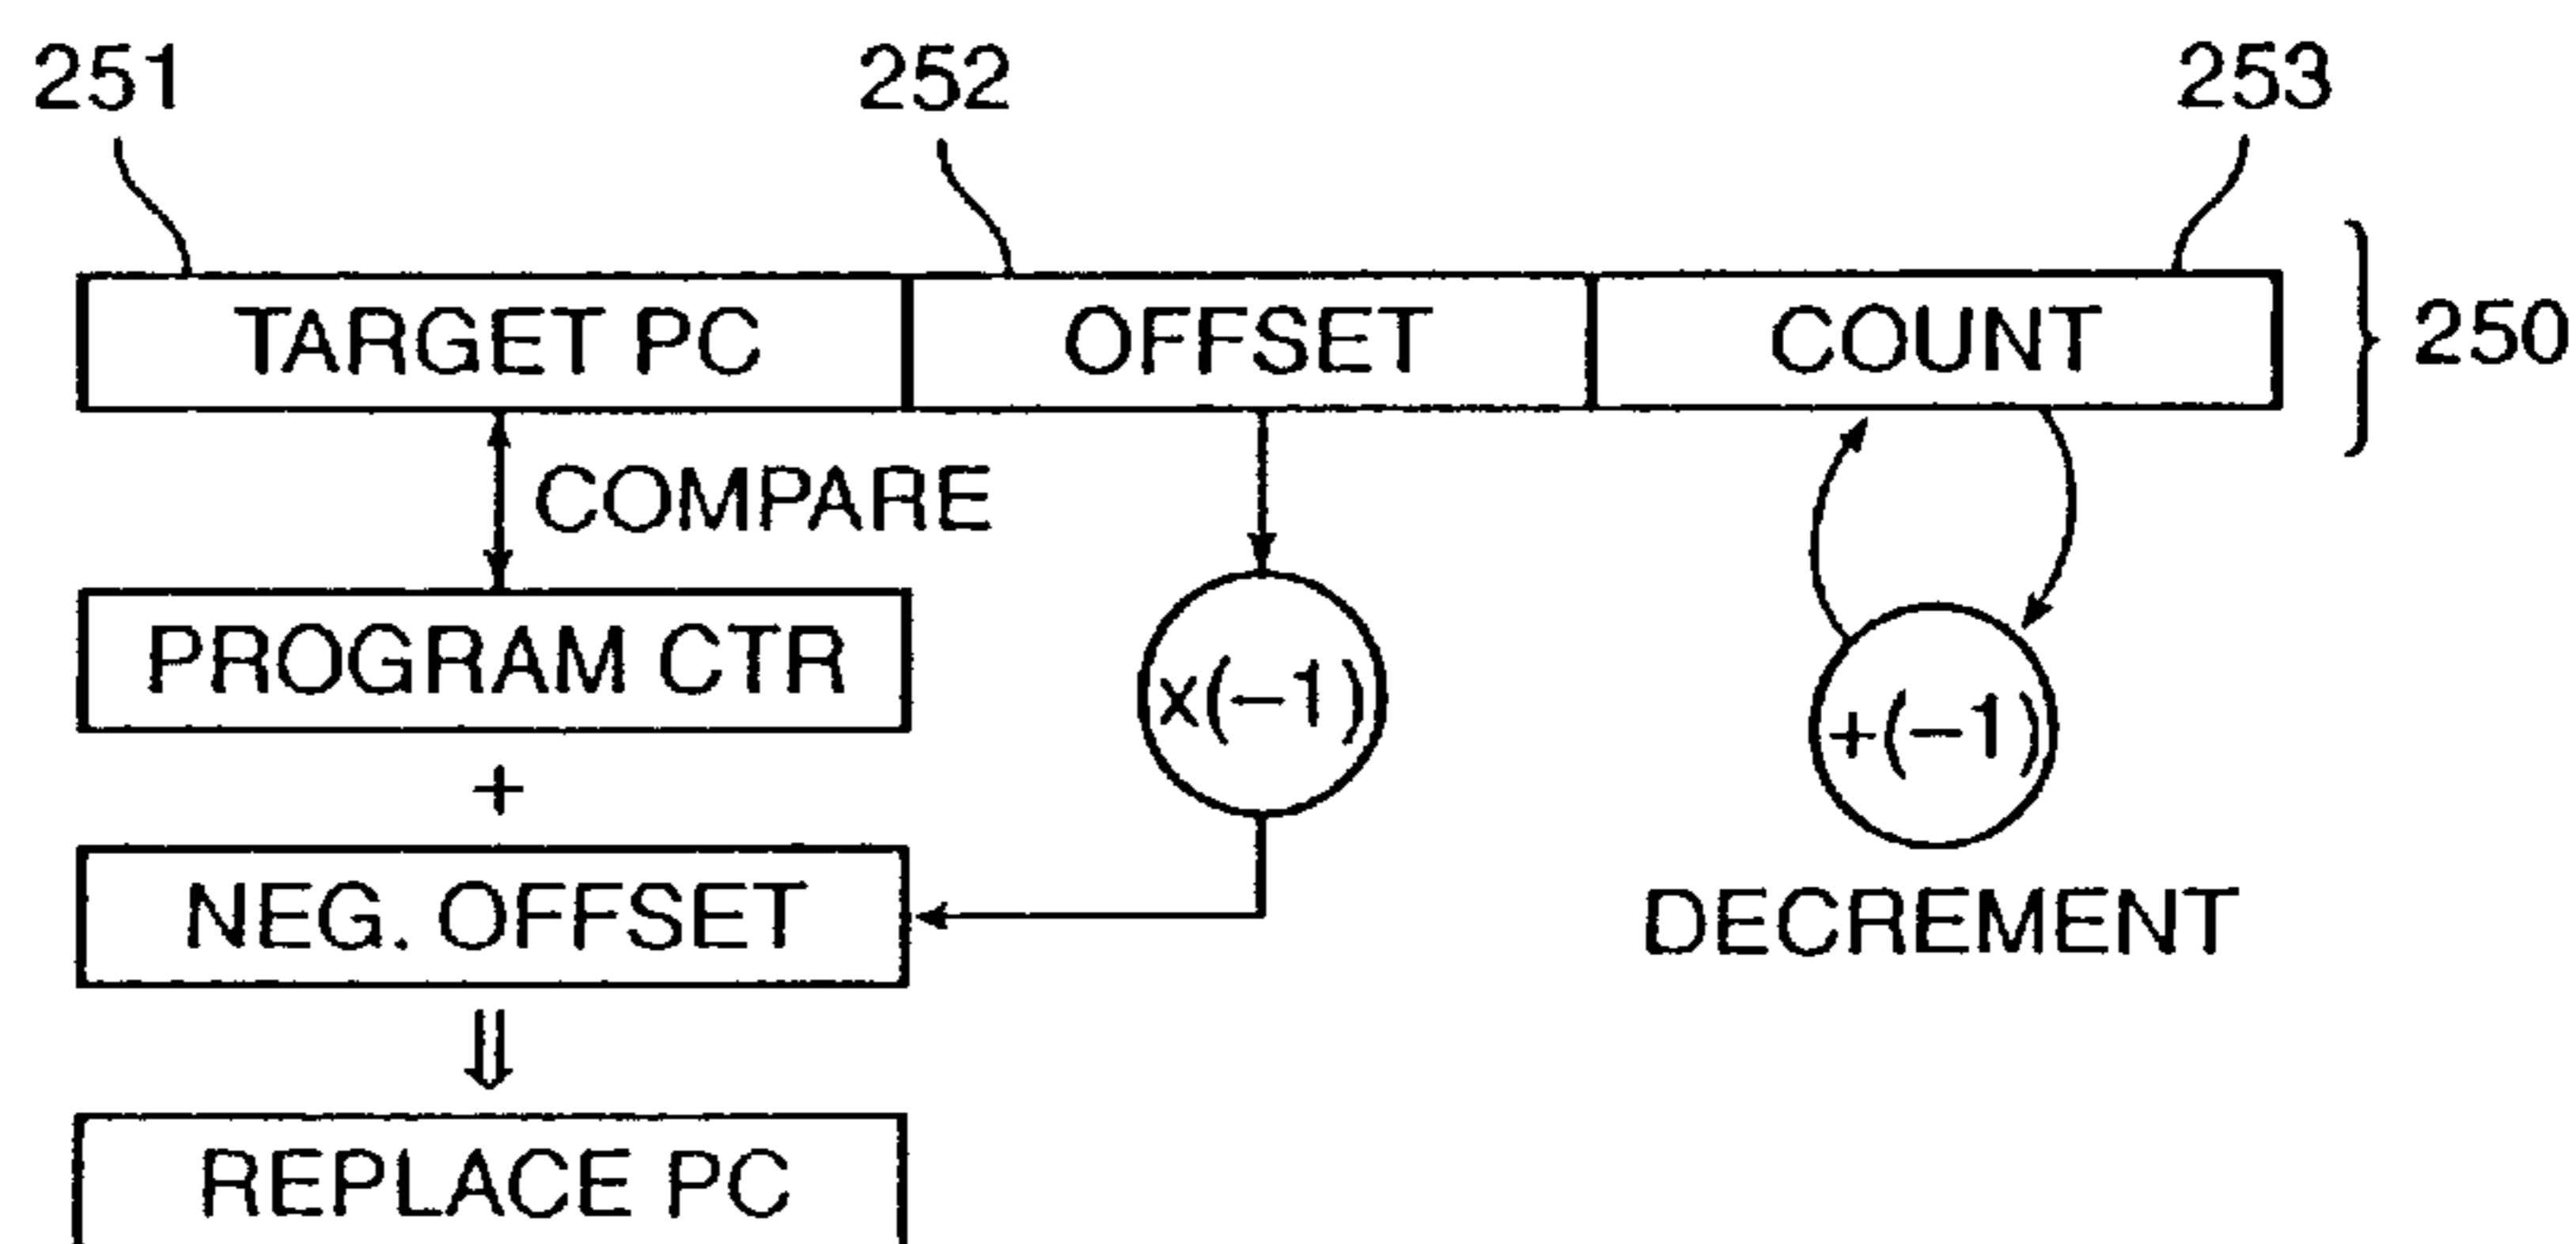 251 252 253
TARGET PC OFFSET COUNT 250
COMPARE
PROGRAM CTR
x(−1)
+(−1)
+
NEG. OFFSET
DECREMENT
⇓
REPLACE PC